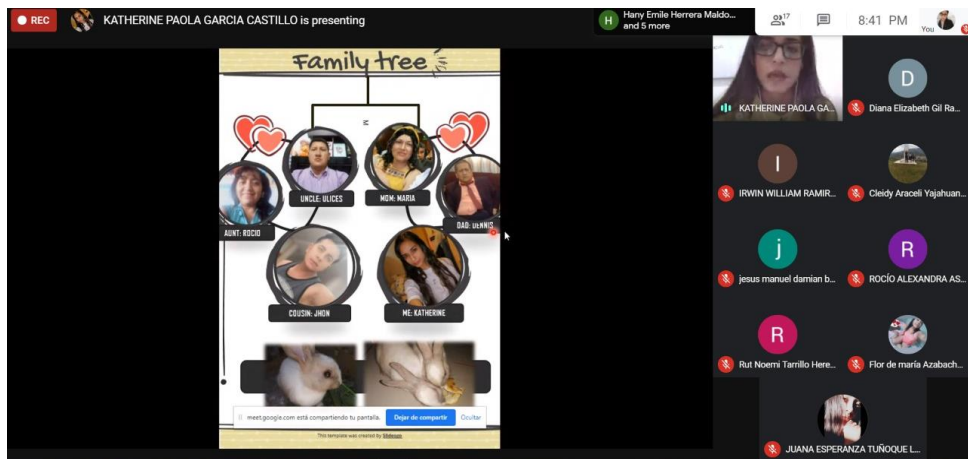 REC
KATHERINE PAOLA GARCIA CASTILLO is presenting
H
Hany Emile Herrera Maldo...
and 5 more
17
8:41 PM
You
Family tree
M
UNCLE: ULICES
MOM: MARIA
AUNT: ROCIO
DAD: DENNIS
COUSIN: JHON
ME: KATHERINE
meet.google.com está compartiendo tu pantalla.
Dejar de compartir
Ocultar
This template was created by Slidesgo
KATHERINE PAOLA GA...
D
Diana Elizabeth Gil Ra...
I
IRWIN WILLIAM RAMIR...
Cleidy Araceli Yajahuan...
j
jesus manuel damian b...
R
ROCÍO ALEXANDRA AS...
R
Rut Noemi Tarrillo Here...
Flor de maría Azabach...
JUANA ESPERANZA TUÑOQUE L...